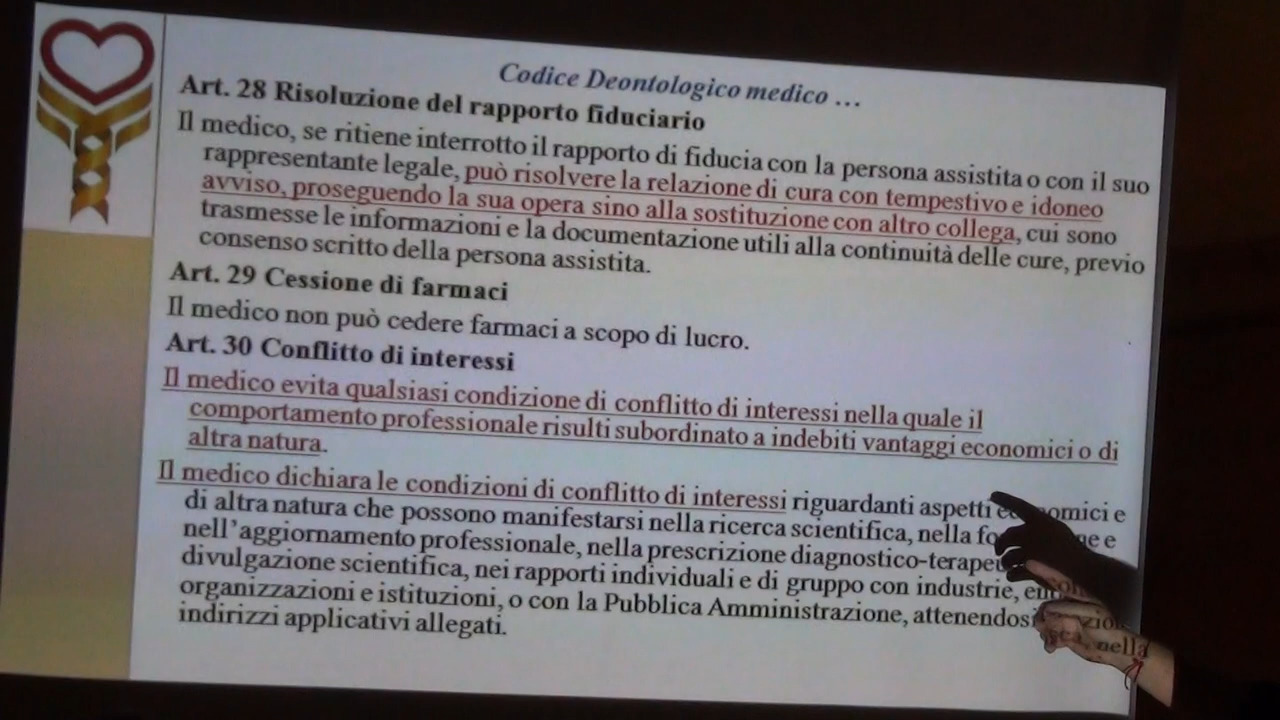 Codice Deontologico medico …
Art. 28 Risoluzione del rapporto fiduciario
Il medico, se ritiene interrotto il rapporto di fiducia con la persona assistita o con il suo
rappresentante legale, può risolvere la relazione di cura con tempestivo e idoneo
avviso, proseguendo la sua opera sino alla sostituzione con altro collega, cui sono
trasmesse le informazioni e la documentazione utili alla continuità delle cure, previo
consenso scritto della persona assistita.
Art. 29 Cessione di farmaci
Il medico non può cedere farmaci a scopo di lucro.
Art. 30 Conflitto di interessi
Il medico evita qualsiasi condizione di conflitto di interessi nella quale il
comportamento professionale risulti subordinato a indebiti vantaggi economici o di
altra natura.
Il medico dichiara le condizioni di conflitto di interessi riguardanti aspetti e
di altra natura che possono manifestarsi nella ricerca scientifica, nella e
nell'aggiornamento professionale, nella prescrizione
divulgazione scientifica, nei rapporti individuali e di gruppo con industrie,
organizzazioni e istituzioni, o con la Pubblica Amministrazione,
indirizzi applicativi allegati.
nella